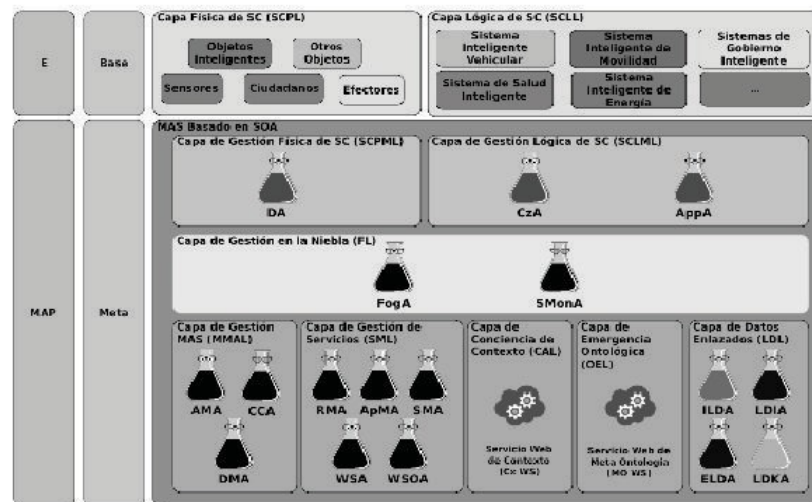 Capa Física de SC (SCPL)
Capa Lógica de SC (SCLL)
E
Base
Objetos
Inteligentes
Otros
Objetos
Sensores
Ciudadanos
Efectores
Sistema
Inteligente
Vehicular
Sistema
Inteligente de
Movilidad
Sistemas de
Gobierno
Inteligente
Sistema de Salud
Inteligente
Sistema
Inteligente de
Energía
...
MAP
Meta
MAS Basado en SOA
Capa de Gestión Física de SC (SCPML)
DA
Capa de Gestión Lógica de SC (SCLML)
CzA
AppA
Capa de Gestión en la Niebla (FL)
FogA
SMonA
Capa de Gestión
MAS (MMAL)
AMA
CCA
DMA
Capa de Gestión de
Servicios (SML)
RMA
ApMA
SMA
WSA
WSOA
Capa de
Conciencia de
Contexto (CAL)
Servicio Web
de Contexto
(Cx WS)
Capa de
Emergencia
Ontológica
(OEL)
Servicio Web de
Meta Ontología
(MO WS)
Capa de Datos
Enlazados (LDL)
ILDA
LDIA
ELDA
LDKA